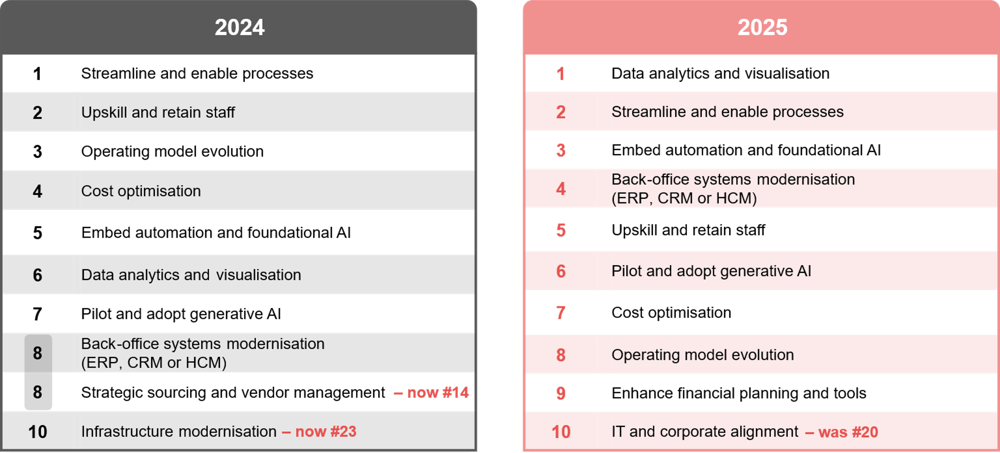 2024
1 Streamline and enable processes
2 Upskill and retain staff
3 Operating model evolution
4 Cost optimisation
5 Embed automation and foundational AI
6 Data analytics and visualisation
7 Pilot and adopt generative AI
8 Back-office systems modernisation
(ERP, CRM or HCM)
8 Strategic sourcing and vendor management – now #14
10 Infrastructure modernisation – now #23
2025
1 Data analytics and visualisation
2 Streamline and enable processes
3 Embed automation and foundational AI
4 Back-office systems modernisation
(ERP, CRM or HCM)
5 Upskill and retain staff
6 Pilot and adopt generative AI
7 Cost optimisation
8 Operating model evolution
9 Enhance financial planning and tools
10 IT and corporate alignment – was #20